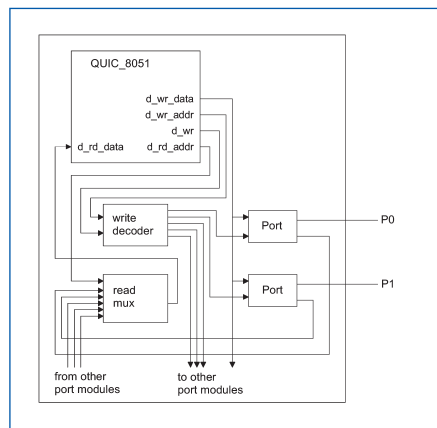 QUIC_8051
d_wr_data
d_wr_addr
d_wr
d_rd_data
d_rd_addr
write
decoder
Port
P0
read
mux
Port
P1
from other
port modules
to other
port modules